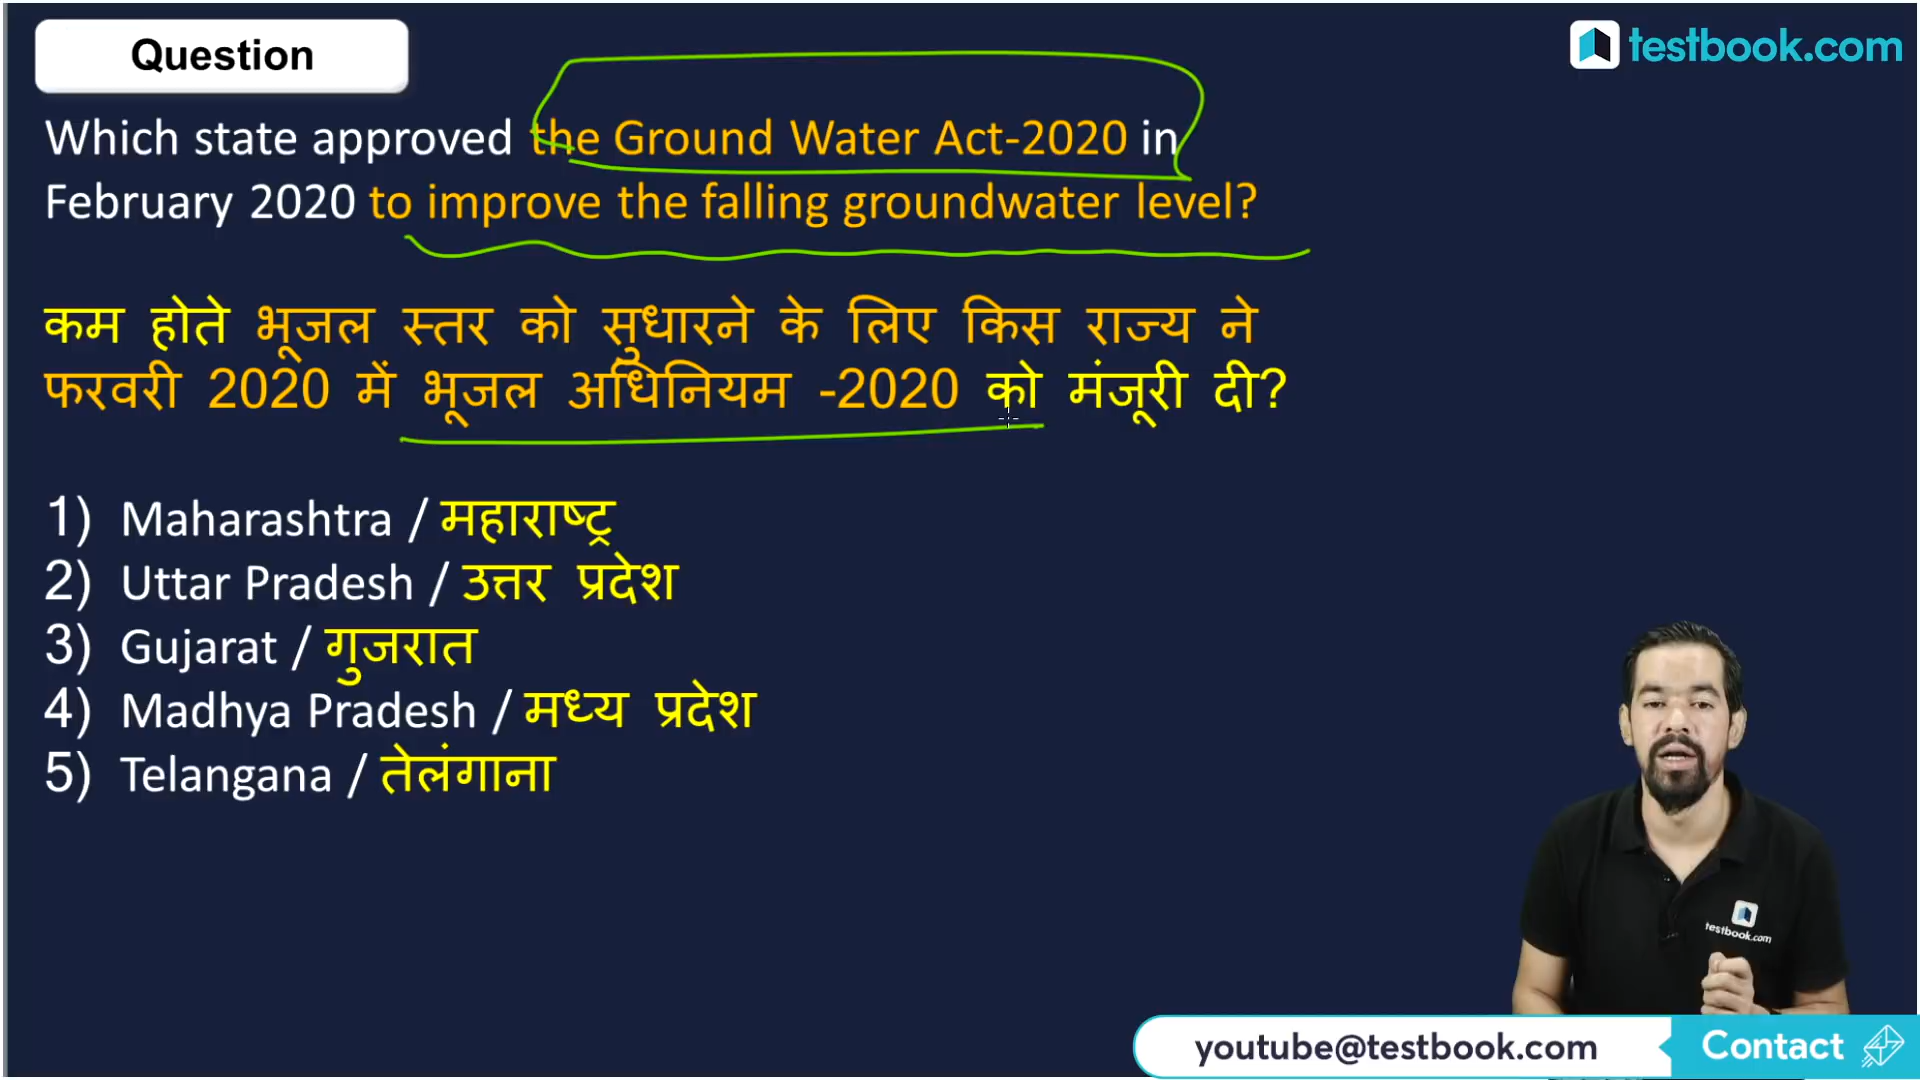 Question
testbook.com
Which state approved the Ground Water Act-2020 in
February 2020 to improve the falling groundwater level?
कम होते भूजल स्तर को सुधारने के लिए किस राज्य ने
फरवरी 2020 में भूजल अधिनियम -2020 को मंजूरी दी?
1) Maharashtra / महाराष्ट्र
2) Uttar Pradesh / उत्तर प्रदेश
3) Gujarat / गुजरात
4) Madhya Pradesh / मध्य प्रदेश
5) Telangana / तेलंगाना
testbook.com
youtube@testbook.com
Contact